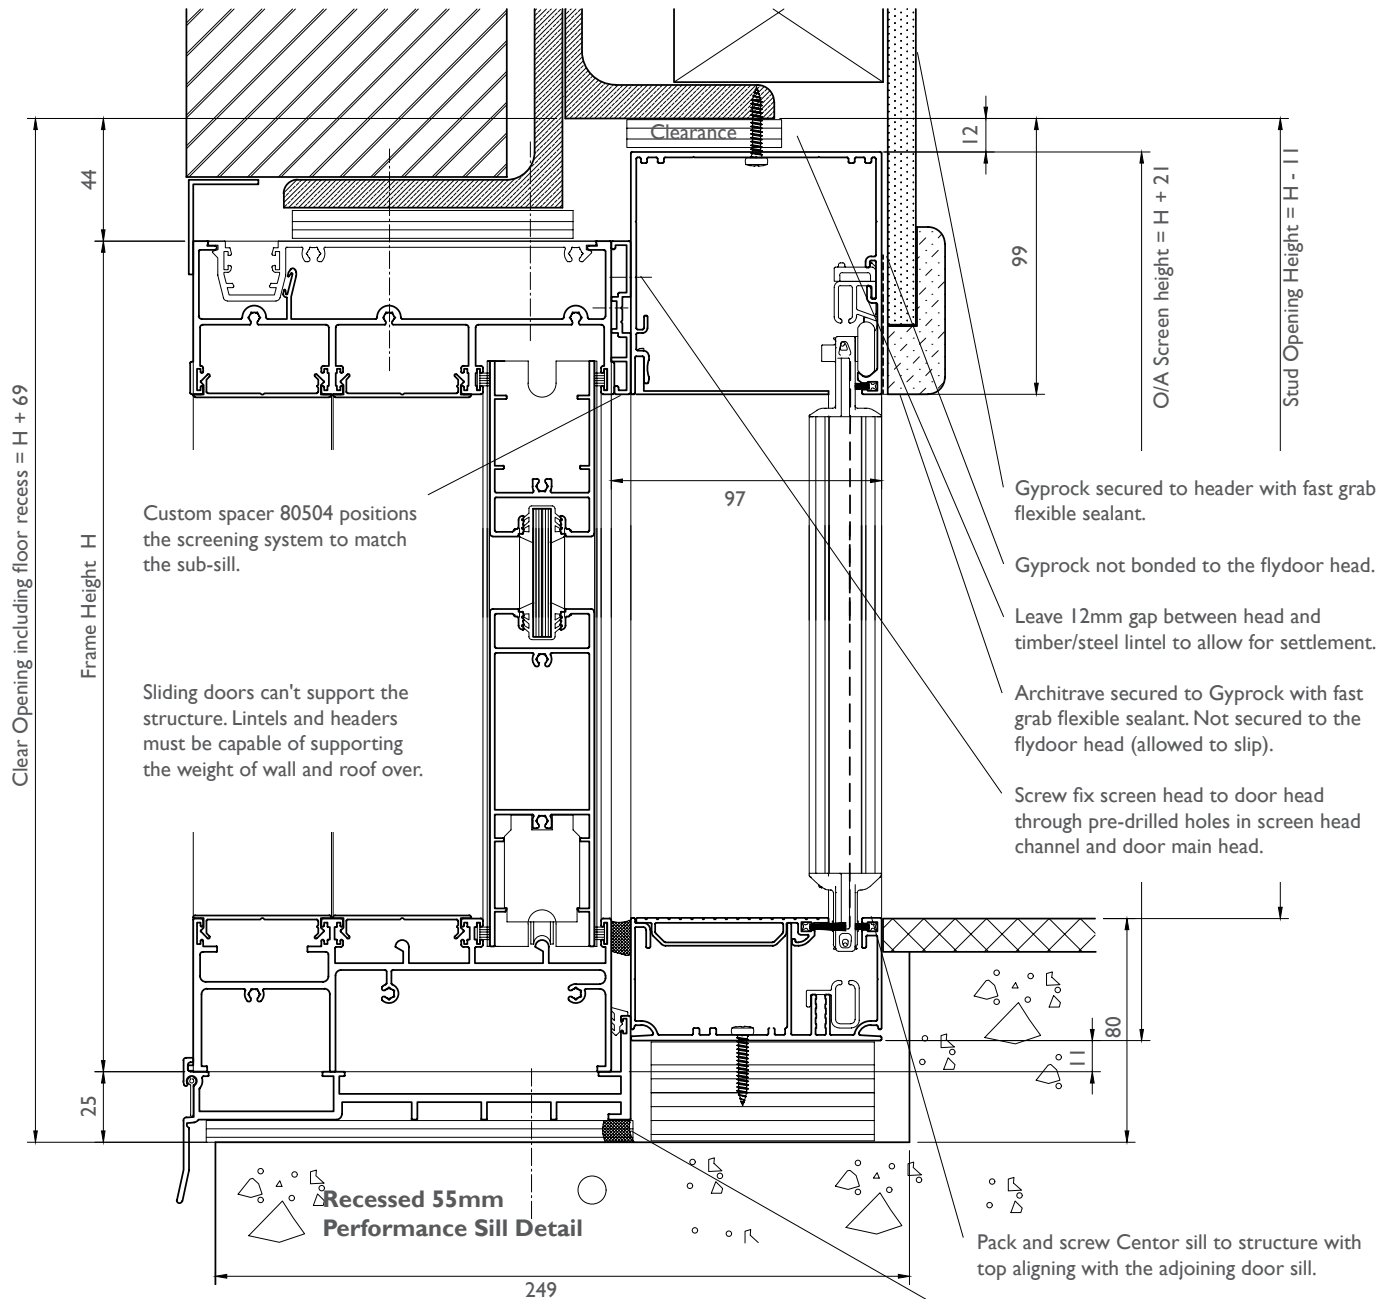 Clearance
12
44
99
O/A Screen height = H + 21
Stud Opening Height = H - 11
Clear Opening including floor recess = H + 69
Frame Height  H
97
Custom spacer 80504 positions
the screening system to match
the sub-sill.
Sliding doors can't support the
structure. Lintels and headers
must be capable of supporting
the weight of wall and roof over.
Gyprock secured to header with fast grab
flexible sealant.
Gyprock not bonded to the flydoor head.
Leave 12mm gap between head and
timber/steel lintel to allow for settlement.
Architrave secured to Gyprock with fast
grab flexible sealant. Not secured to the
flydoor head (allowed to slip).
Screw fix screen head to door head
through pre-drilled holes in screen head
channel and door main head.
80
11
25
Recessed 55mm
Performance Sill Detail
249
Pack and screw Centor sill to structure with
top aligning with the adjoining door sill.